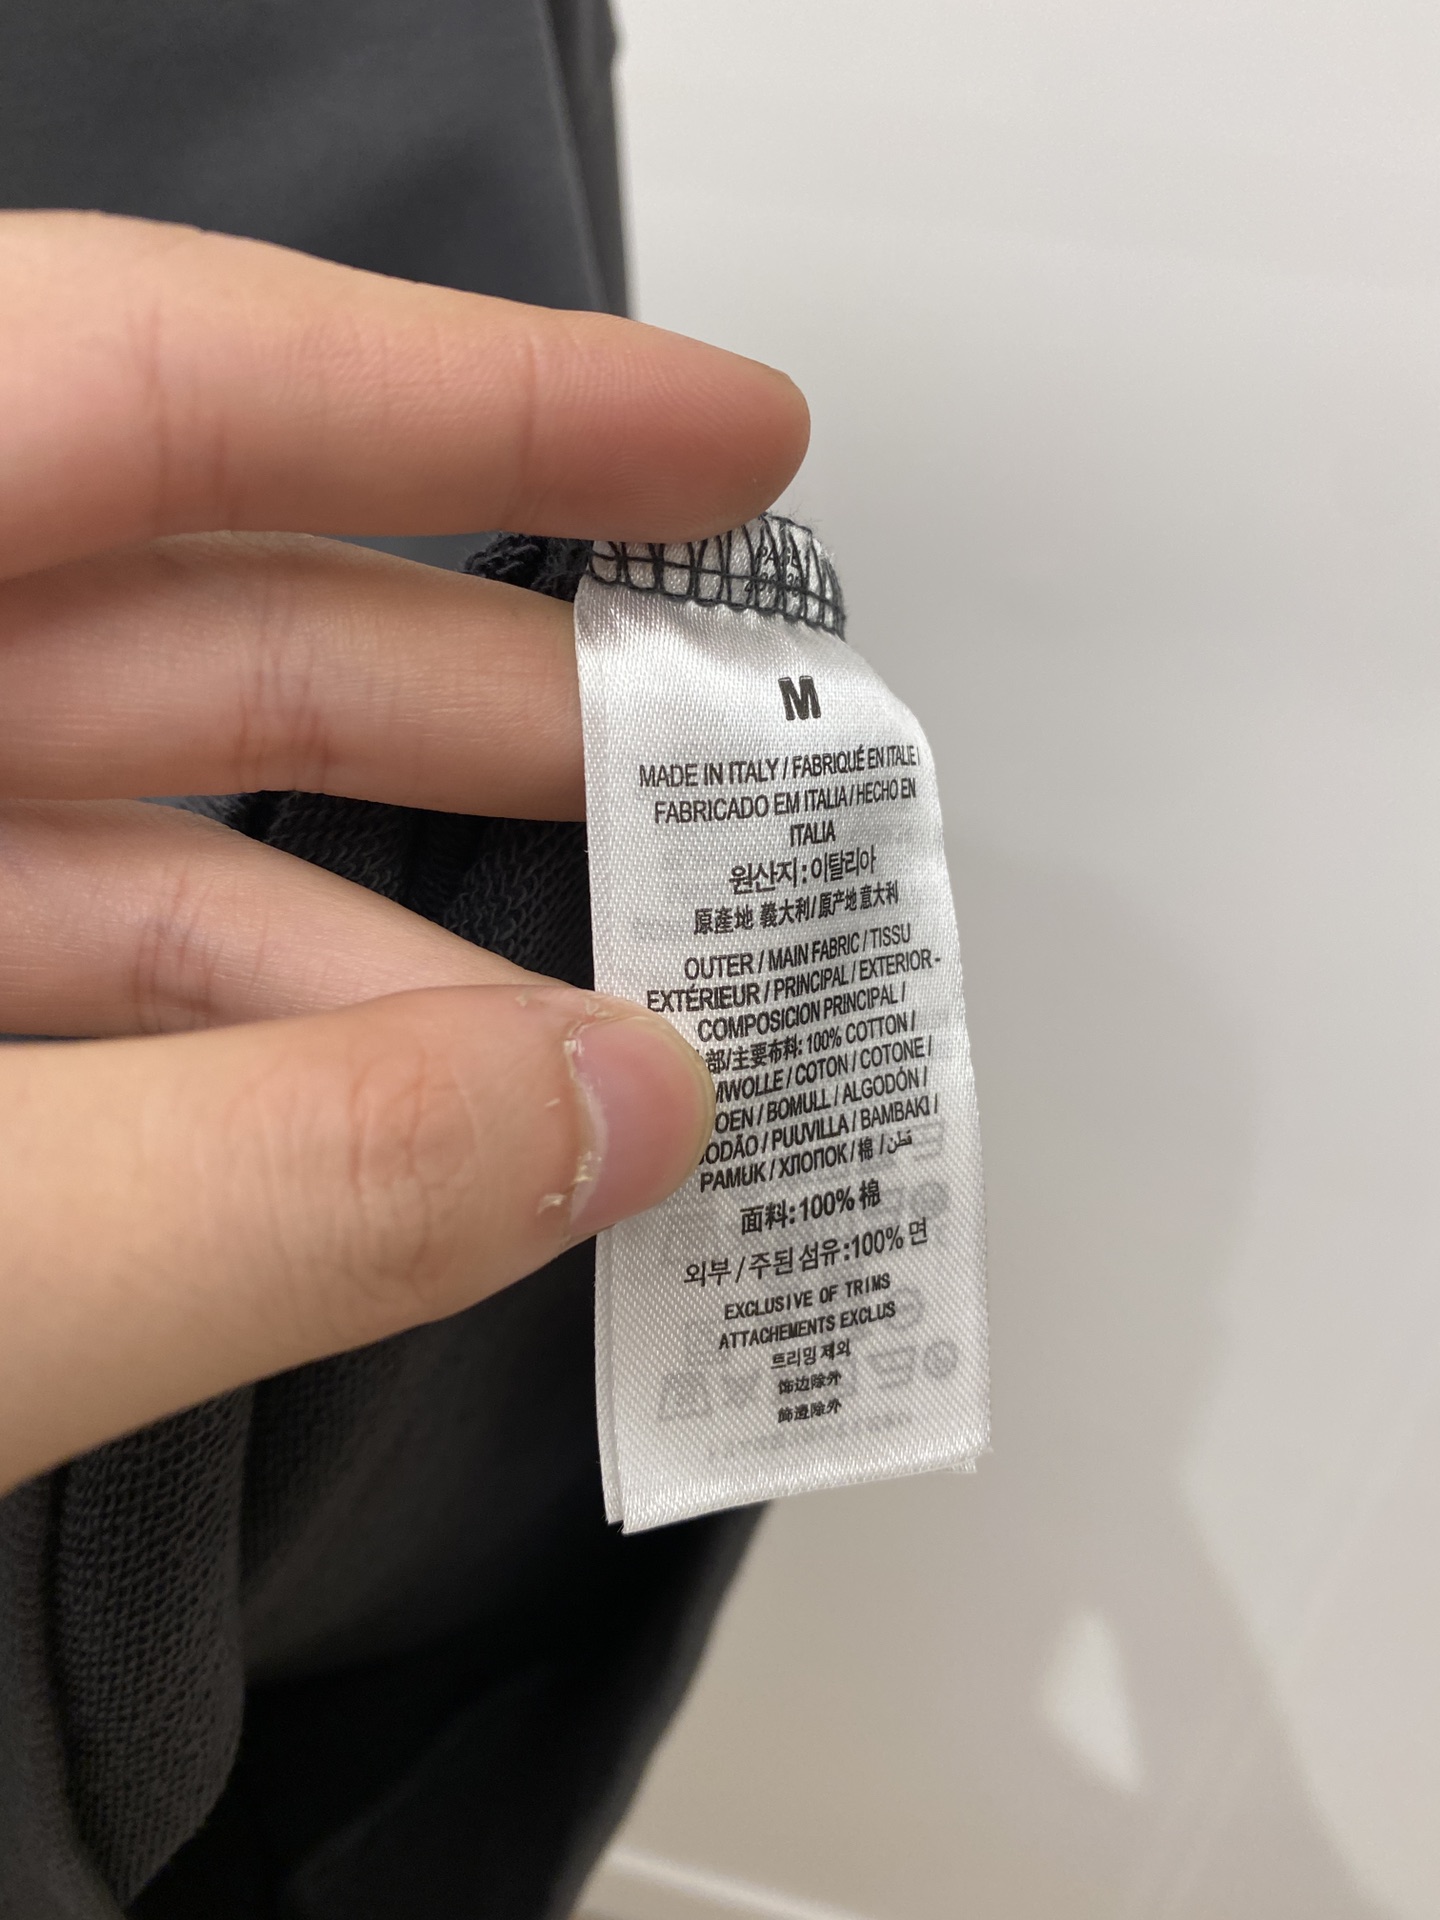 M
MADE IN ITALY / FABRIQUÉ EN ITALIE /
FABRICADO EM ITALIA / HECHO EN
ITALIA
원산지 : 이탈리아
原產地 義大利/原产地 意大利
OUTER / MAIN FABRIC / TISSU
EXTÉRIEUR / PRINCIPAL / EXTERIOR -
COMPOSICION PRINCIPAL /
部/主要布料: 100% COTTON /
MWOLLE / COTON / COTONE /
OEN / BOMULL / ALGODÓN /
ODÃO / PUUVILLA / BAMBAKI /
PAMUK / ХЛОПОК / 棉 / قطن
面料: 100% 棉
외부 / 주된 섬유 :100% 면
EXCLUSIVE OF TRIMS
ATTACHEMENTS EXCLUS
트리밍 제외
饰边除外
飾邊除外